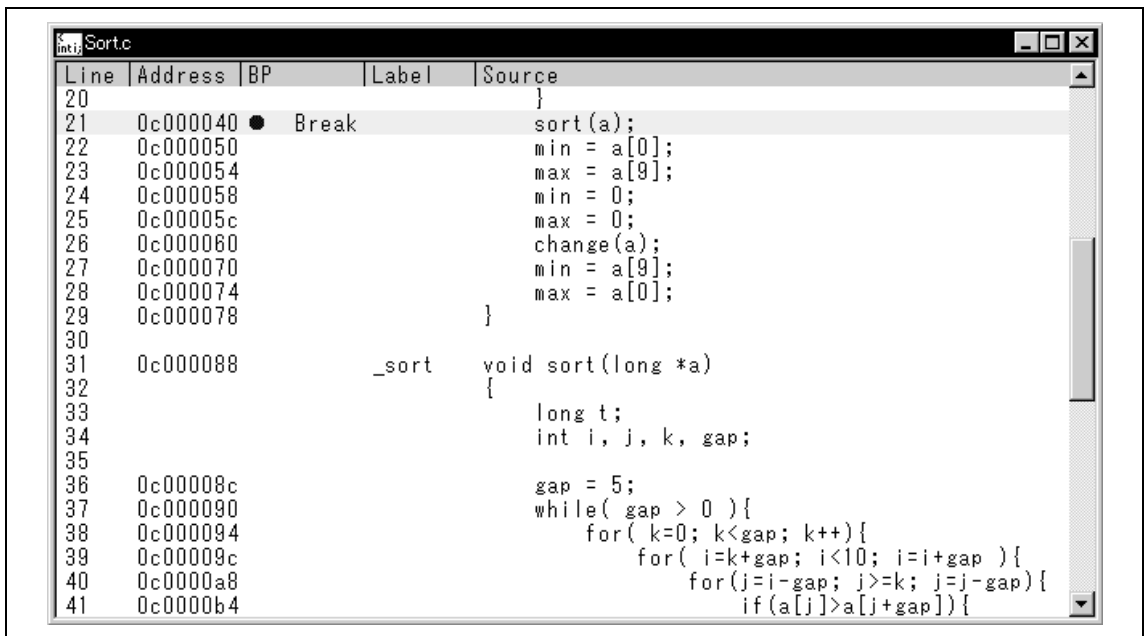 Sort.c
Line Address BP Label Source
20 }
21 0c000040 ● Break sort(a);
22 0c000050 min = a[0];
23 0c000054 max = a[9];
24 0c000058 min = 0;
25 0c00005c max = 0;
26 0c000060 change(a);
27 0c000070 min = a[9];
28 0c000074 max = a[0];
29 0c000078 }
30
31 0c000088 _sort void sort(long *a)
32 {
33 long t;
34 int i, j, k, gap;
35
36 0c00008c gap = 5;
37 0c000090 while( gap > 0 ){
38 0c000094 for( k=0; k<gap; k++){
39 0c00009c for( i=k+gap; i<10; i=i+gap ){
40 0c0000a8 for(j=i-gap; j>=k; j=j-gap){
41 0c0000b4 if(a[j]>a[j+gap]){